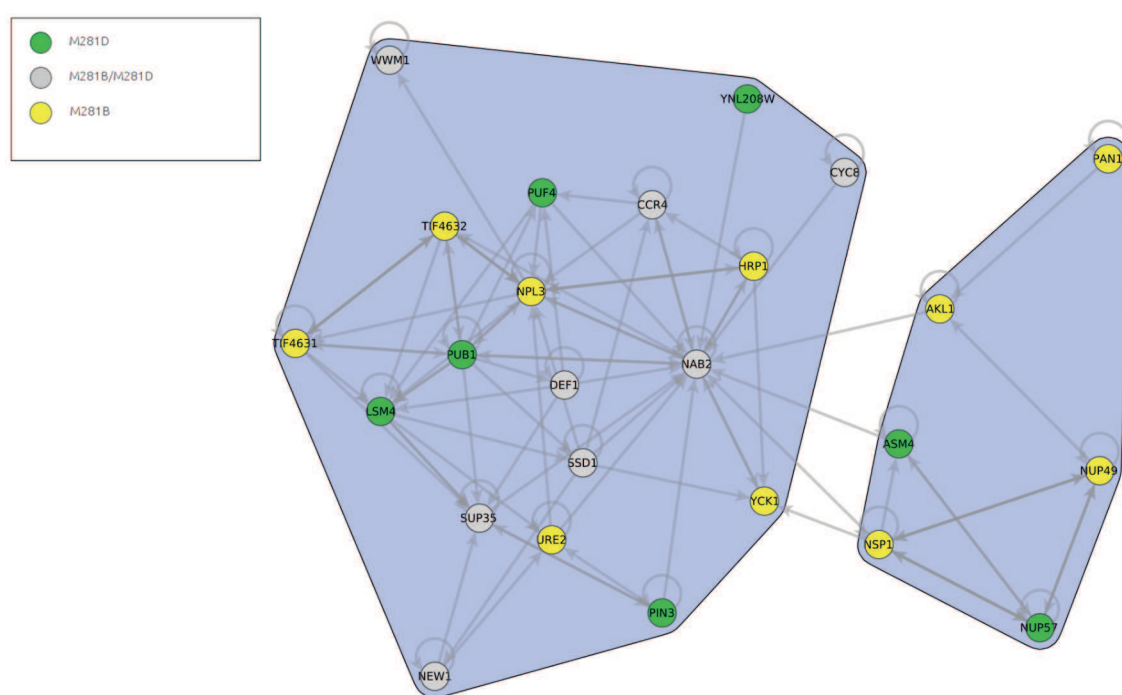 M281D
M281B/M281D
M281B
WWM1
YNL208W
CYC8
PAN1
PUF4
CCR4
TIF4632
HRP1
NPL3
AKL1
TIF4631
PUB1
NAB2
DEF1
LSM4
ASM4
SSD1
NUP49
YCK1
SUP35
URE2
NSP1
PIN3
NUP57
NEW1